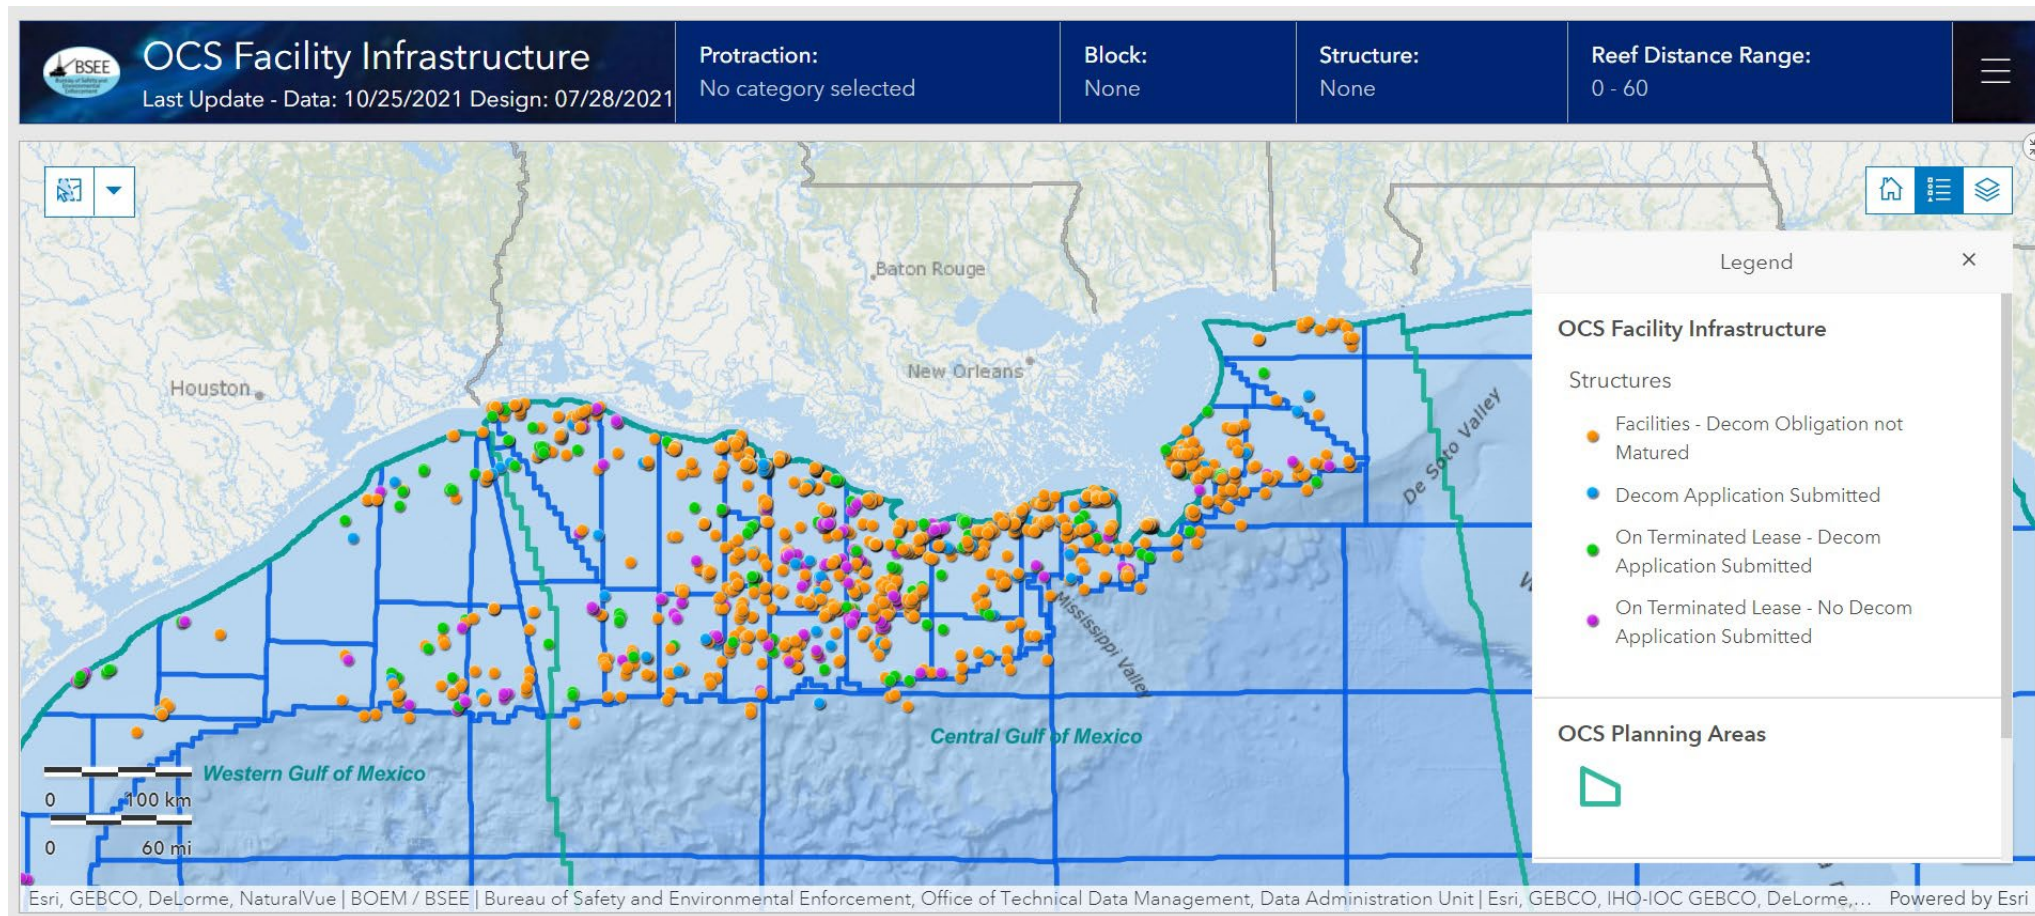 BSEE
OCS Facility Infrastructure
Last Update - Data: 10/25/2021 Design: 07/28/2021
Protraction:
No category selected
Block:
None
Structure:
None
Reef Distance Range:
0 - 60
Baton Rouge
New Orleans
Houston
De Soto Valley
Mississippi Valley
Central Gulf of Mexico
Western Gulf of Mexico
0 100 km
0 60 mi
Legend
OCS Facility Infrastructure
Structures
Facilities - Decom Obligation not
Matured
Decom Application Submitted
On Terminated Lease - Decom
Application Submitted
On Terminated Lease - No Decom
Application Submitted
OCS Planning Areas
Esri, GEBCO, DeLorme, NaturalVue | BOEM / BSEE | Bureau of Safety and Environmental Enforcement, Office of Technical Data Management, Data Administration Unit | Esri, GEBCO, IHO-IOC GEBCO, DeLorme,... Powered by Esri